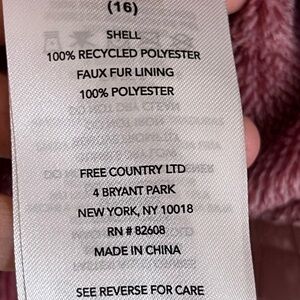 (16)
SHELL
100% RECYCLED POLYESTER
FAUX FUR LINING
100% POLYESTER
FREE COUNTRY LTD
4 BRYANT PARK
NEW YORK, NY 10018
RN # 82608
MADE IN CHINA
SEE REVERSE FOR CARE